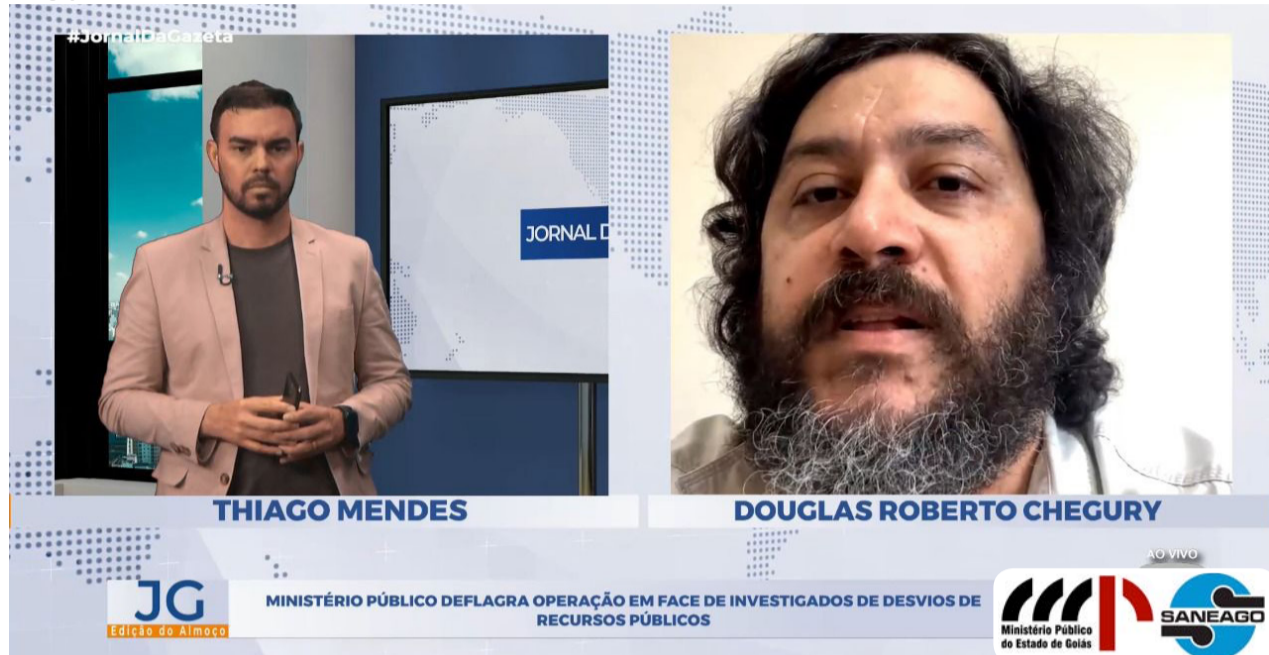 #JornalDaGazeta
JORNAL D
THIAGO MENDES
DOUGLAS ROBERTO CHEGURY
AO VIVO
JG
Edição do Almoço
MINISTÉRIO PÚBLICO DEFLAGRA OPERAÇÃO EM FACE DE INVESTIGADOS DE DESVIOS DE
RECURSOS PÚBLICOS
Ministério Público
do Estado de Goiás
SANEAGO